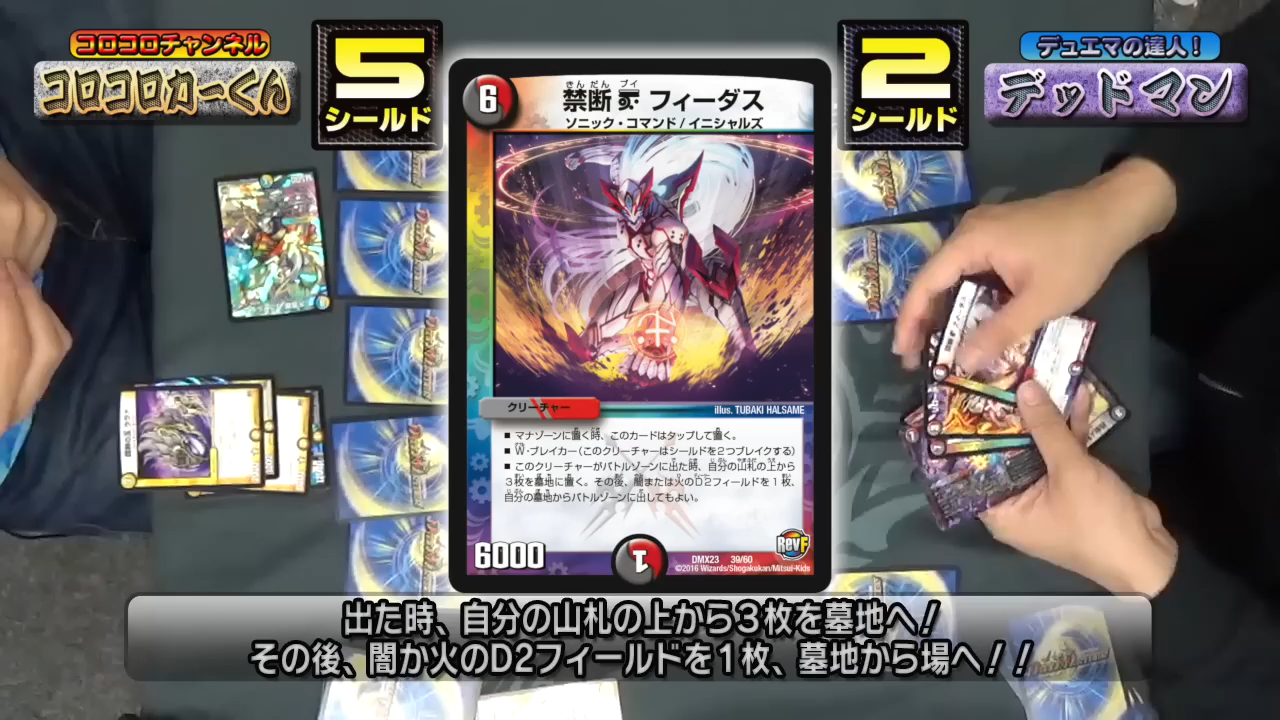 コロコロチャンネル
コロコロカーくん
5
シールド
2
シールド
デュエマの達人!
デッドマン
6
きんだん ブイ
禁断 フィーダス
ソニック・コマンド/イニシャルズ
クリーチャー
illus. TUBAKI HALSAME
■ マナゾーンに置く時、このカードはタップして置く。
■ W・ブレイカー(このクリーチャーはシールドを2つブレイクする)
■ このクリーチャーがバトルゾーンに出た時、自分の山札の上から
3枚を墓地に置く。その後、闇または火のD2フィールドを1枚、
自分の墓地からバトルゾーンに出してもよい。
6000
1
RevF
DMX23 39/60
©2016 Wizards/Shogakukan/Mitsui-Kids
出た時、自分の山札の上から3枚を墓地へ!
その後、闇か火のD2フィールドを1枚、墓地から場へ!!